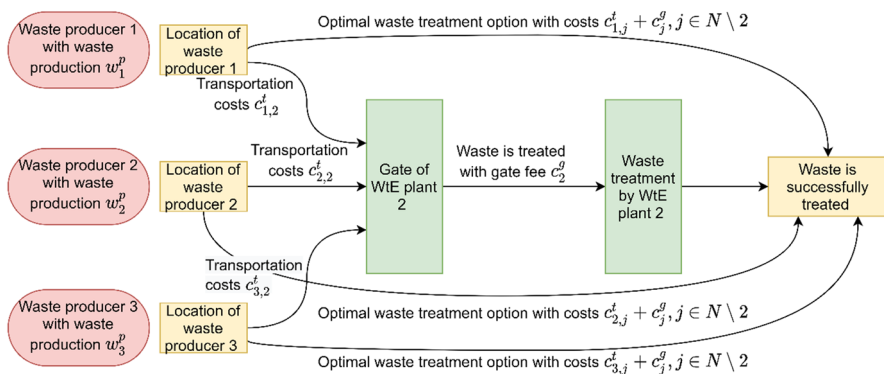 Waste producer 1
with waste
production $w_1^p$
Location of
waste
producer 1
Optimal waste treatment option with costs $c_{1,j}^t + c_j^g, j \in N \setminus 2$
Transportation
costs $c_{1,2}^t$
Waste producer 2
with waste
production $w_2^p$
Location of
waste
producer 2
Transportation
costs $c_{2,2}^t$
Gate of
WtE plant
2
Waste is treated
with gate fee $c_2^g$
Waste
treatment
by WtE
plant 2
Waste is
successfully
treated
Transportation
costs $c_{3,2}^t$
Waste producer 3
with waste
production $w_3^p$
Location of
waste
producer 3
Optimal waste treatment option with costs $c_{2,j}^t + c_j^g, j \in N \setminus 2$
Optimal waste treatment option with costs $c_{3,j}^t + c_j^g, j \in N \setminus 2$